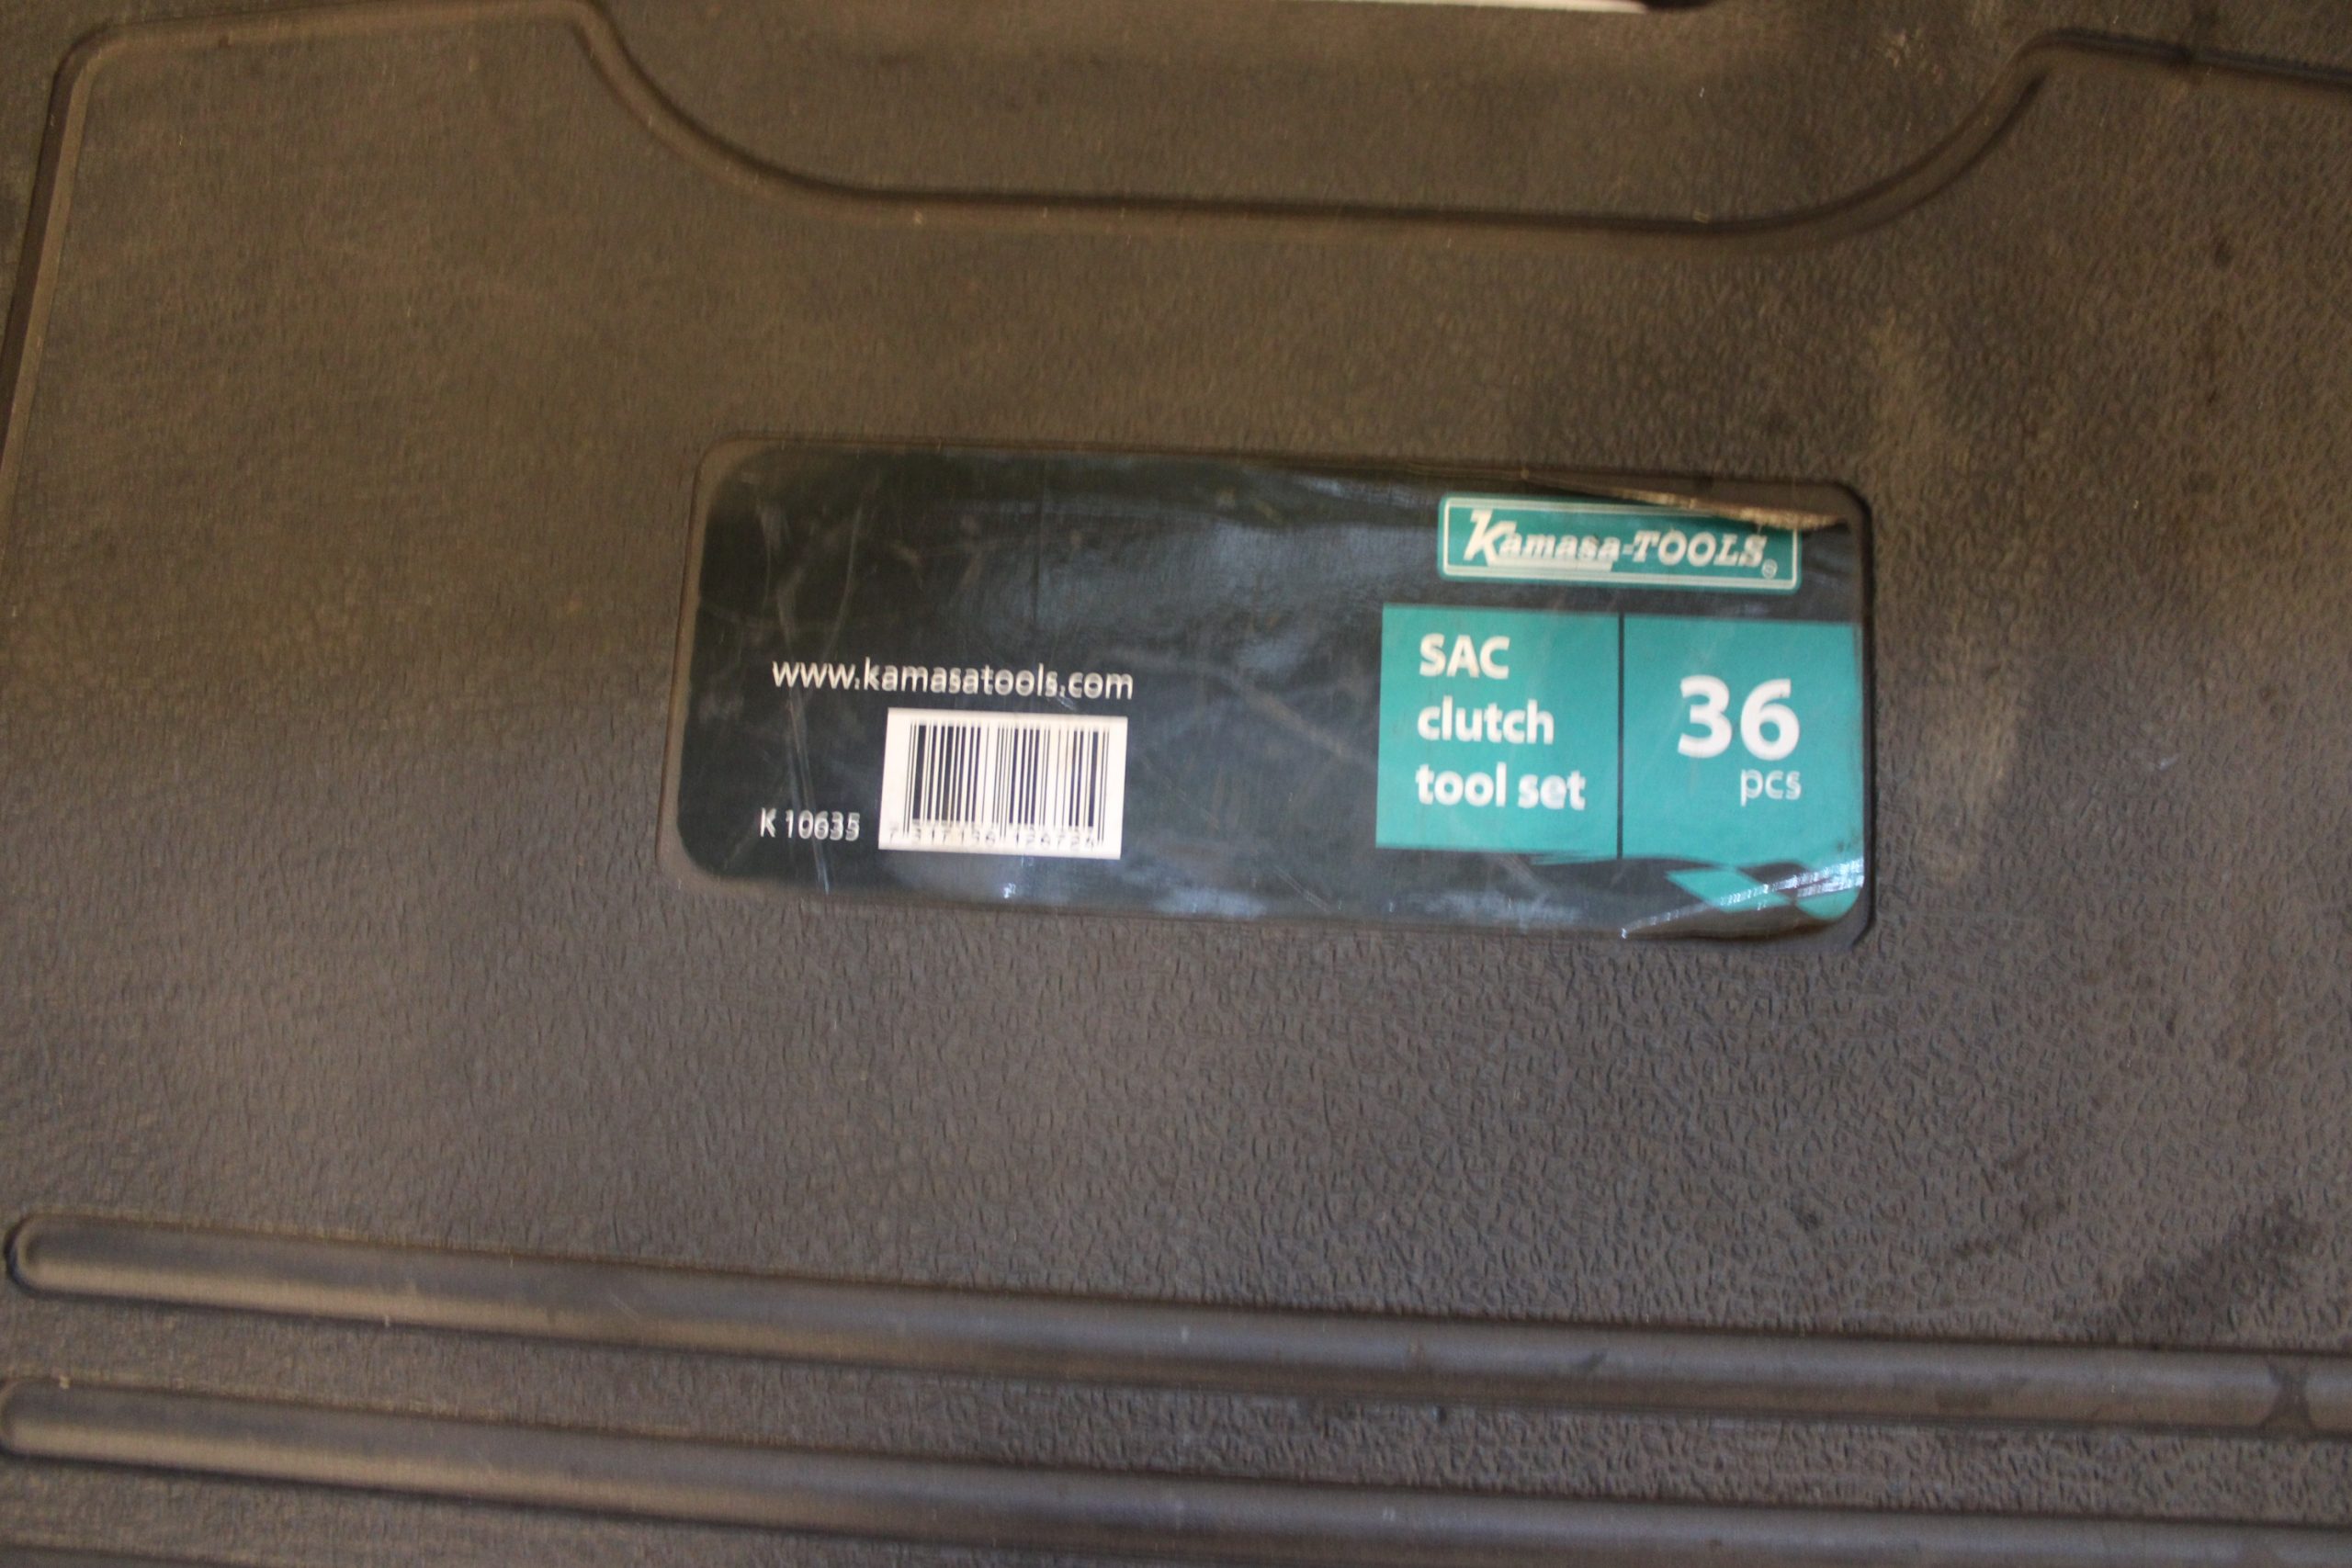 Kamasa-TOOLS®
SAC
clutch
tool set
36
pcs
www.kamasatools.com
K 10635